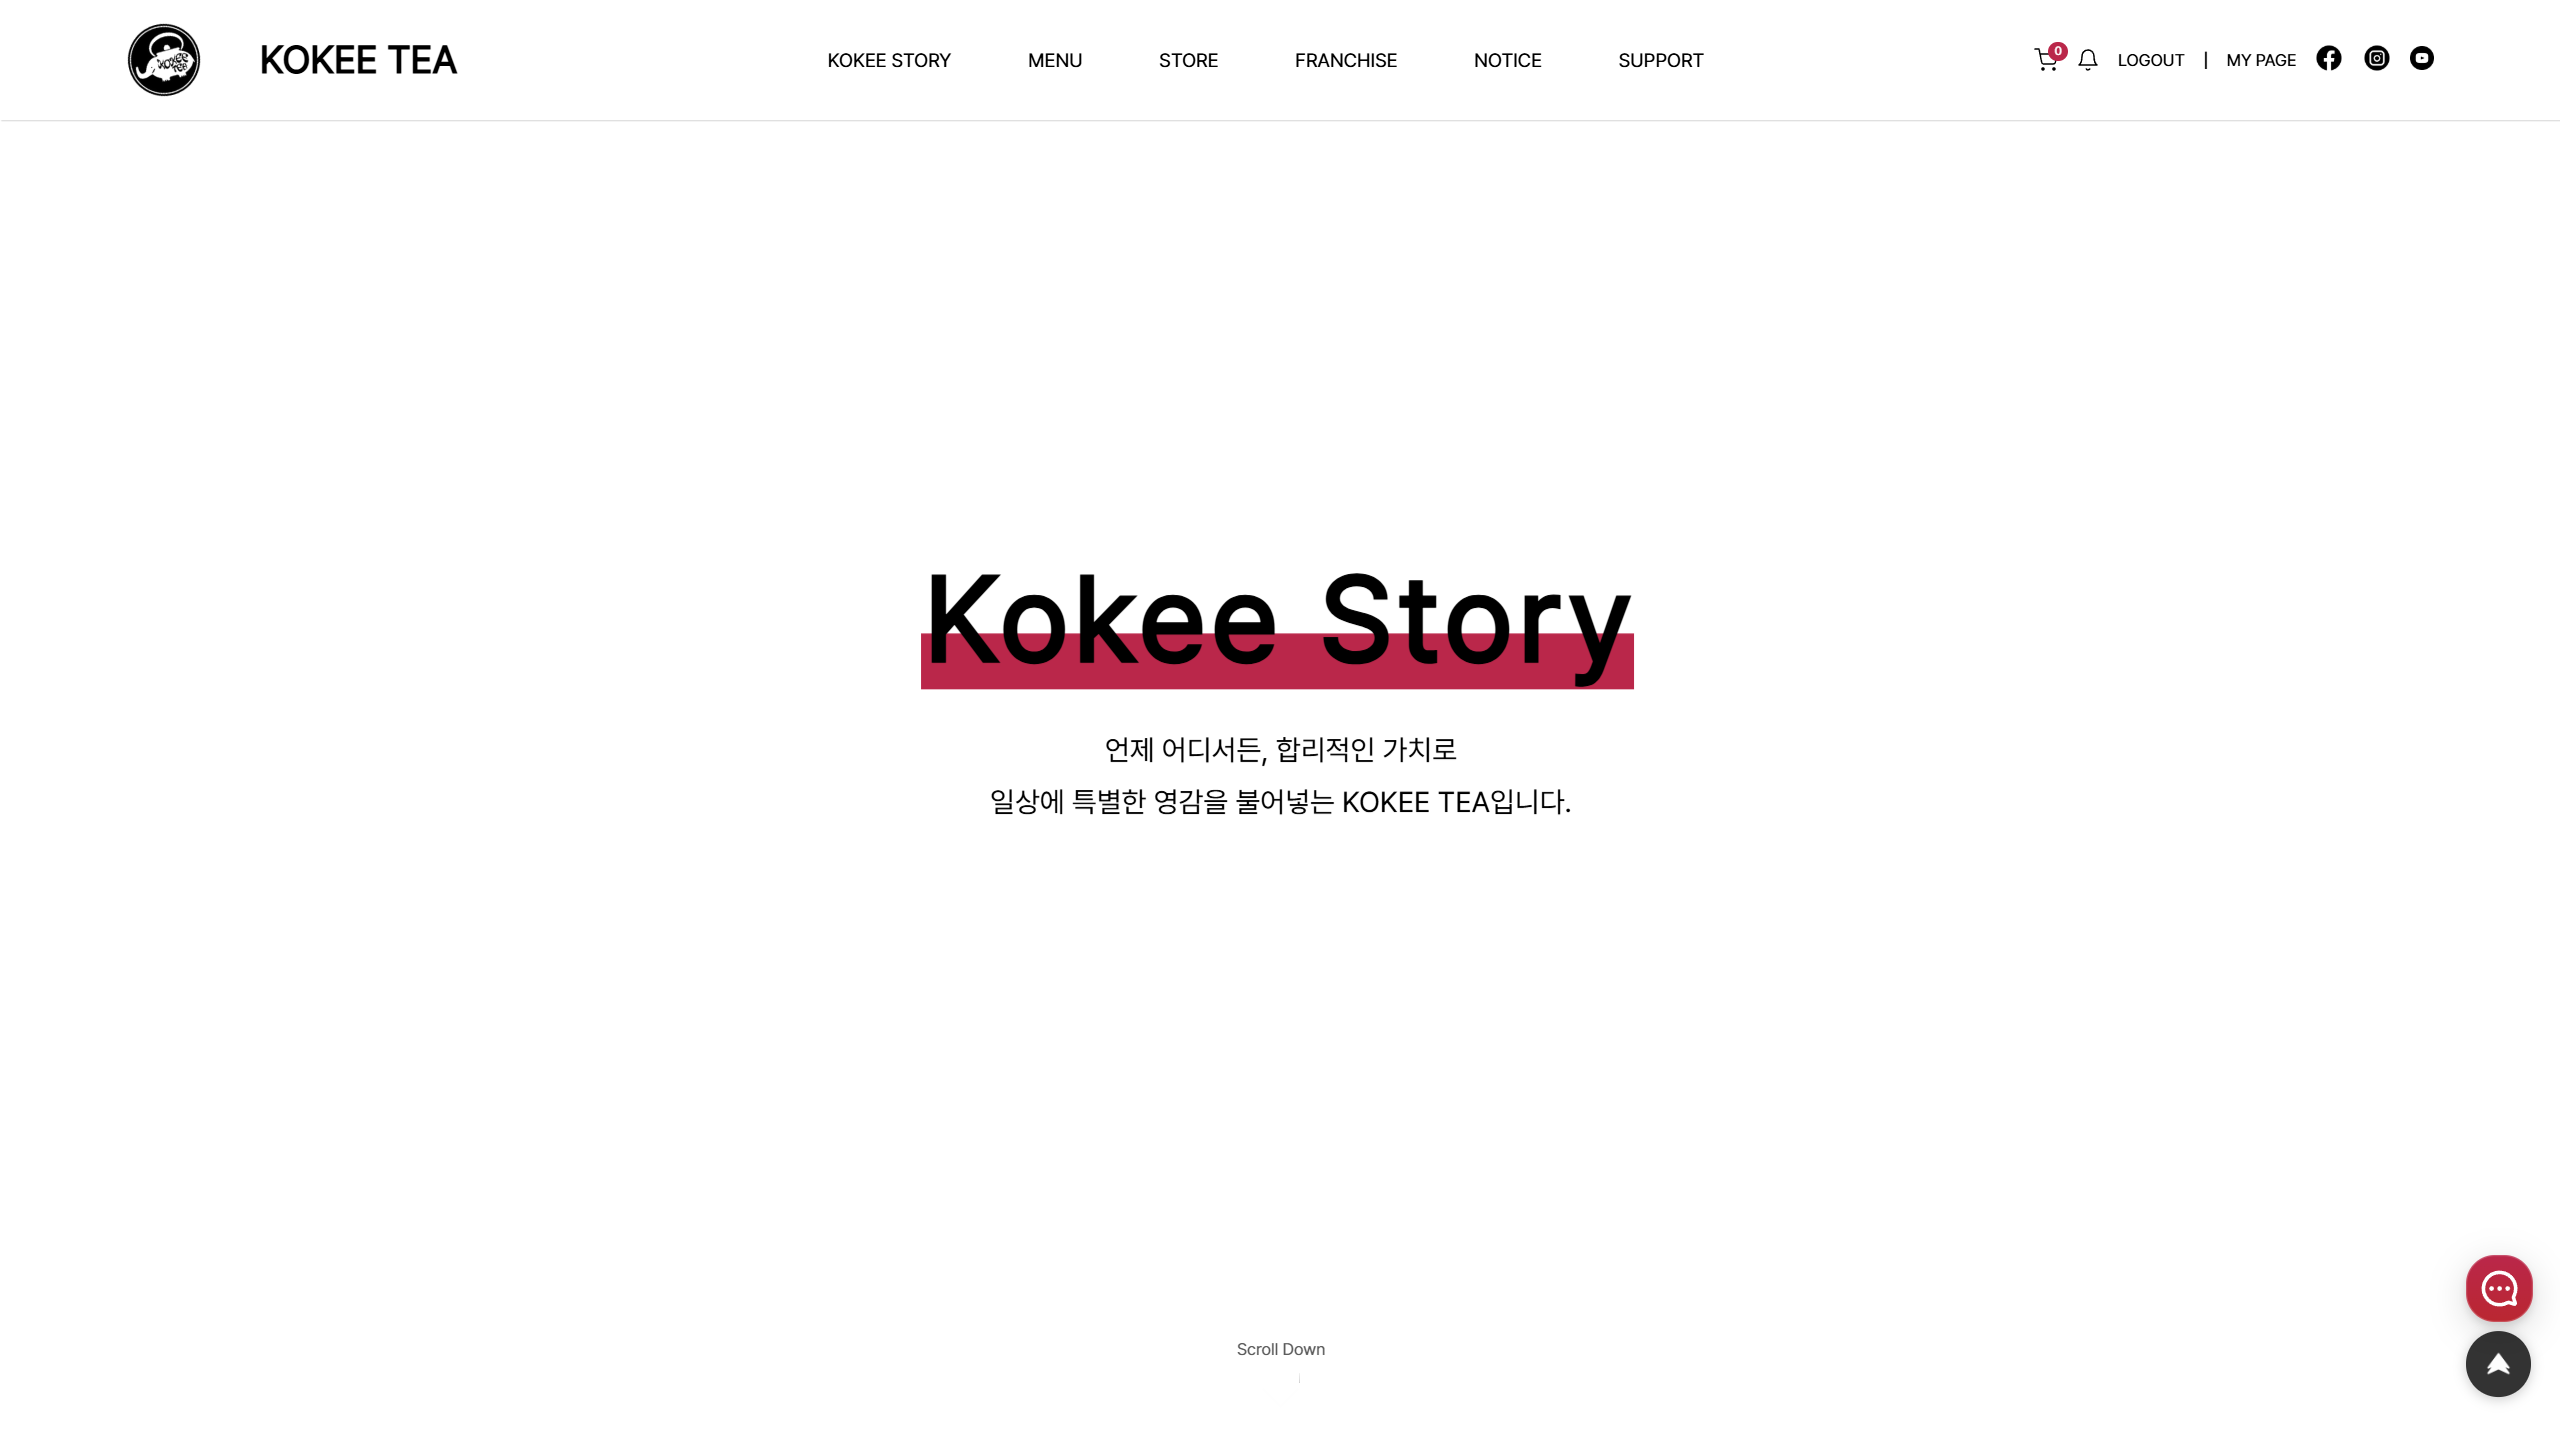 KOKEE TEA
KOKEE TEA
KOKEE STORY
MENU
STORE
FRANCHISE
NOTICE
SUPPORT
0
LOGOUT | MY PAGE
Kokee Story
언제 어디서든, 합리적인 가치로
일상에 특별한 영감을 불어넣는 KOKEE TEA입니다.
Scroll Down